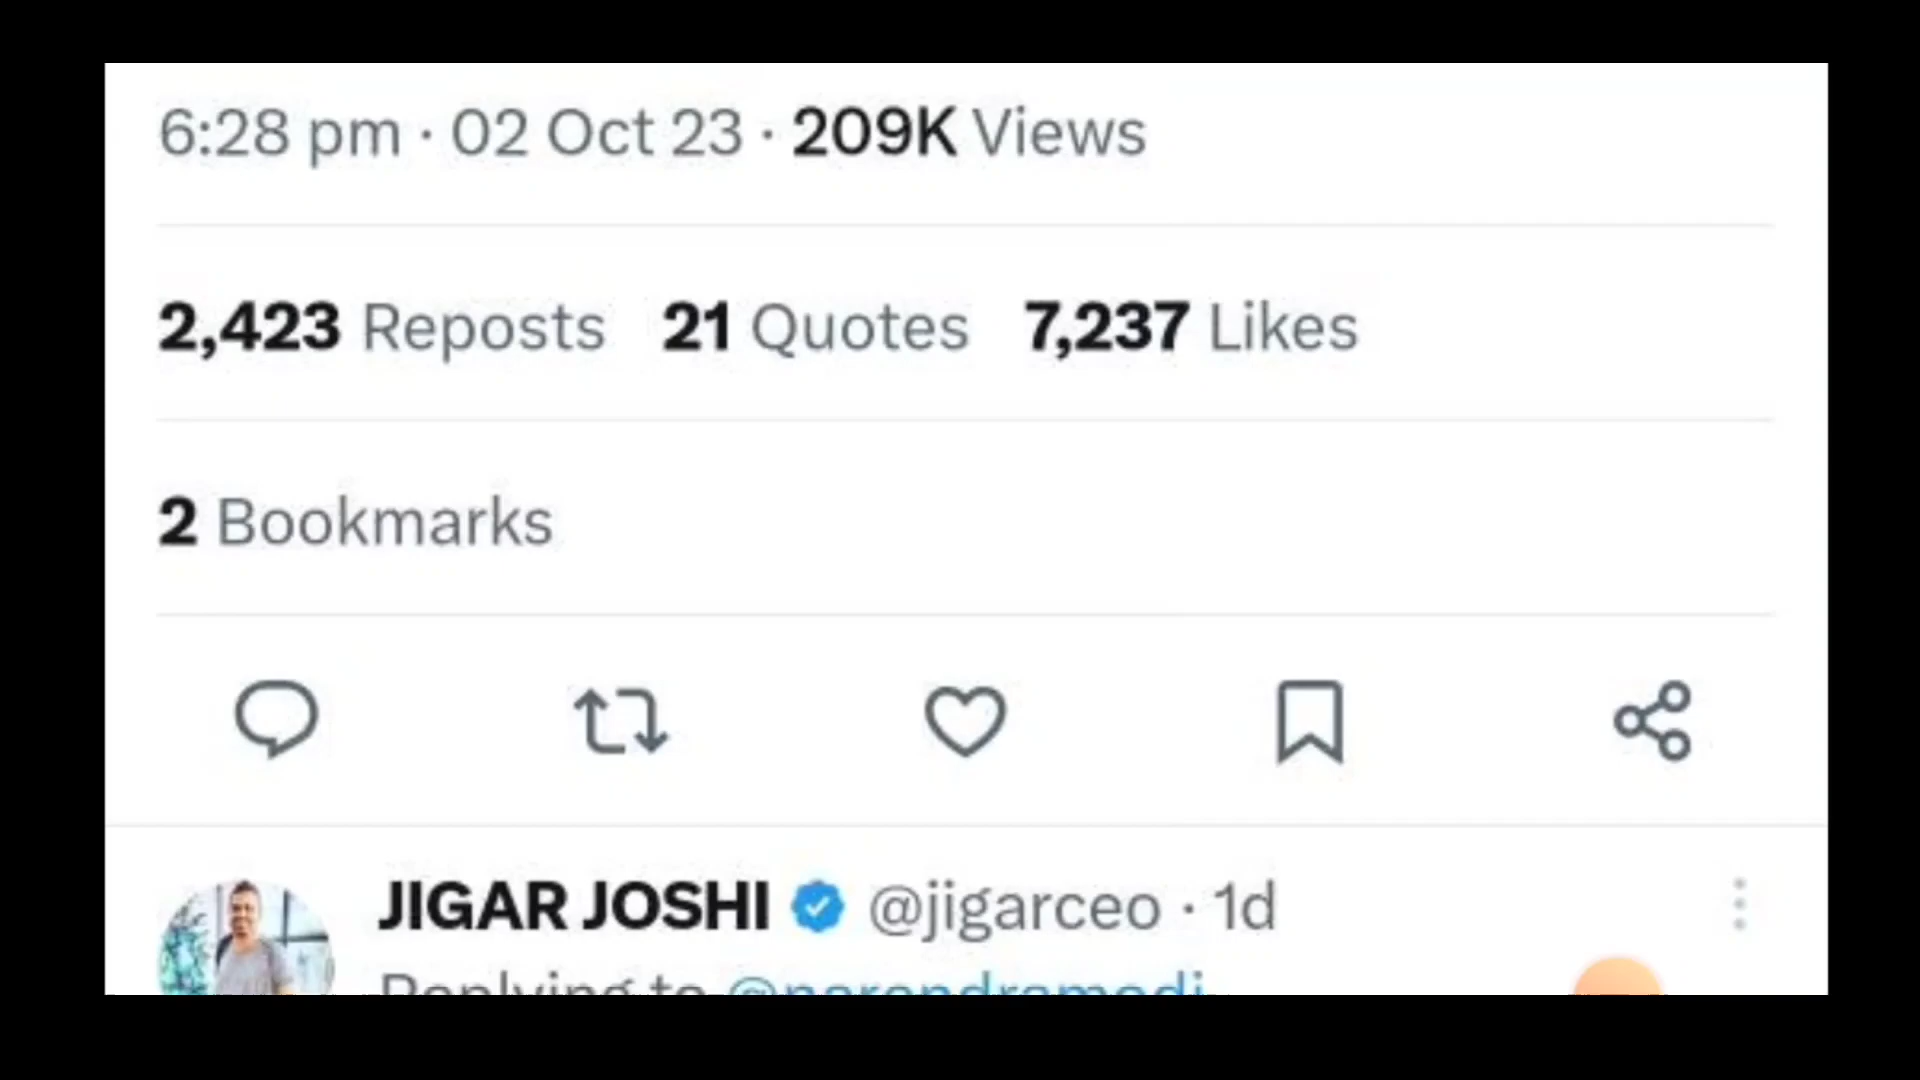 6:28 pm · 02 Oct 23 · 209K Views
2,423 Reposts 21 Quotes 7,237 Likes
2 Bookmarks
JIGAR JOSHI @jigarceo · 1d
Replying to @narendramodi